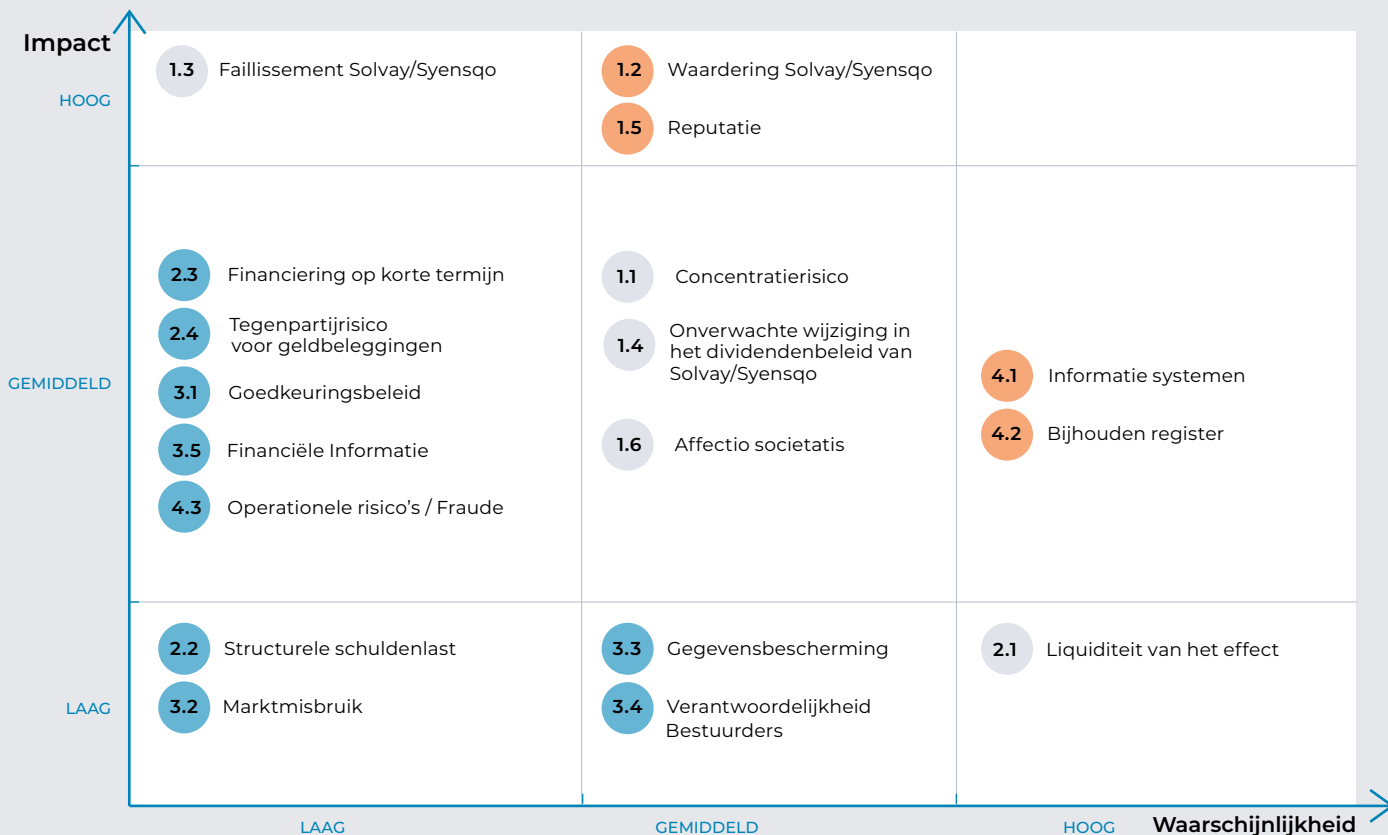 Impact
HOOG
1.3 Faillissement Solvay/Syensqo
1.2 Waardering Solvay/Syensqo
1.5 Reputatie
GEMIDDELD
2.3 Financiering op korte termijn
2.4 Tegenpartijrisico
voor geldbeleggingen
3.1 Goedkeuringsbeleid
3.5 Financiële Informatie
4.3 Operationele risico’s / Fraude
1.1 Concentratierisico
1.4 Onverwachte wijziging in
het dividendenbeleid van
Solvay/Syensqo
1.6 Affectio societatis
4.1 Informatie systemen
4.2 Bijhouden register
LAAG
2.2 Structurele schuldenlast
3.2 Marktmisbruik
3.3 Gegevensbescherming
3.4 Verantwoordelijkheid
Bestuurders
2.1 Liquiditeit van het effect
LAAG
GEMIDDELD
HOOG
Waarschijnlijkheid